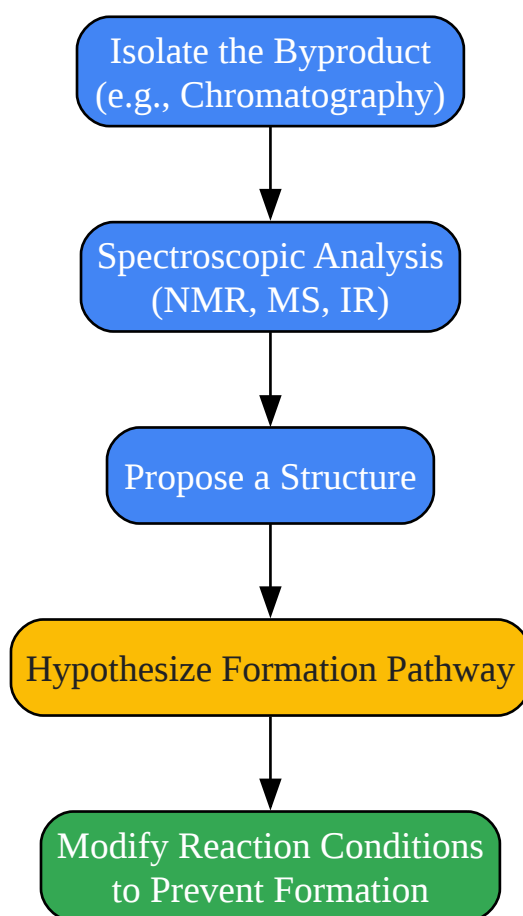 Isolate the Byproduct
(e.g., Chromatography)
Spectroscopic Analysis
(NMR, MS, IR)
Propose a Structure
Hypothesize Formation Pathway
Modify Reaction Conditions
to Prevent Formation